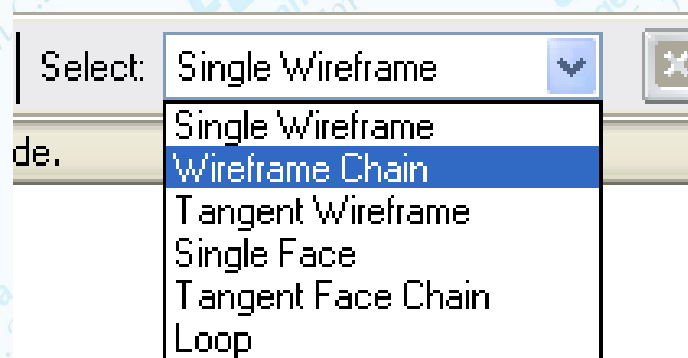 Select: Single Wireframe
Single Wireframe
de.
Wireframe Chain
Tangent Wireframe
Single Face
Tangent Face Chain
Loop